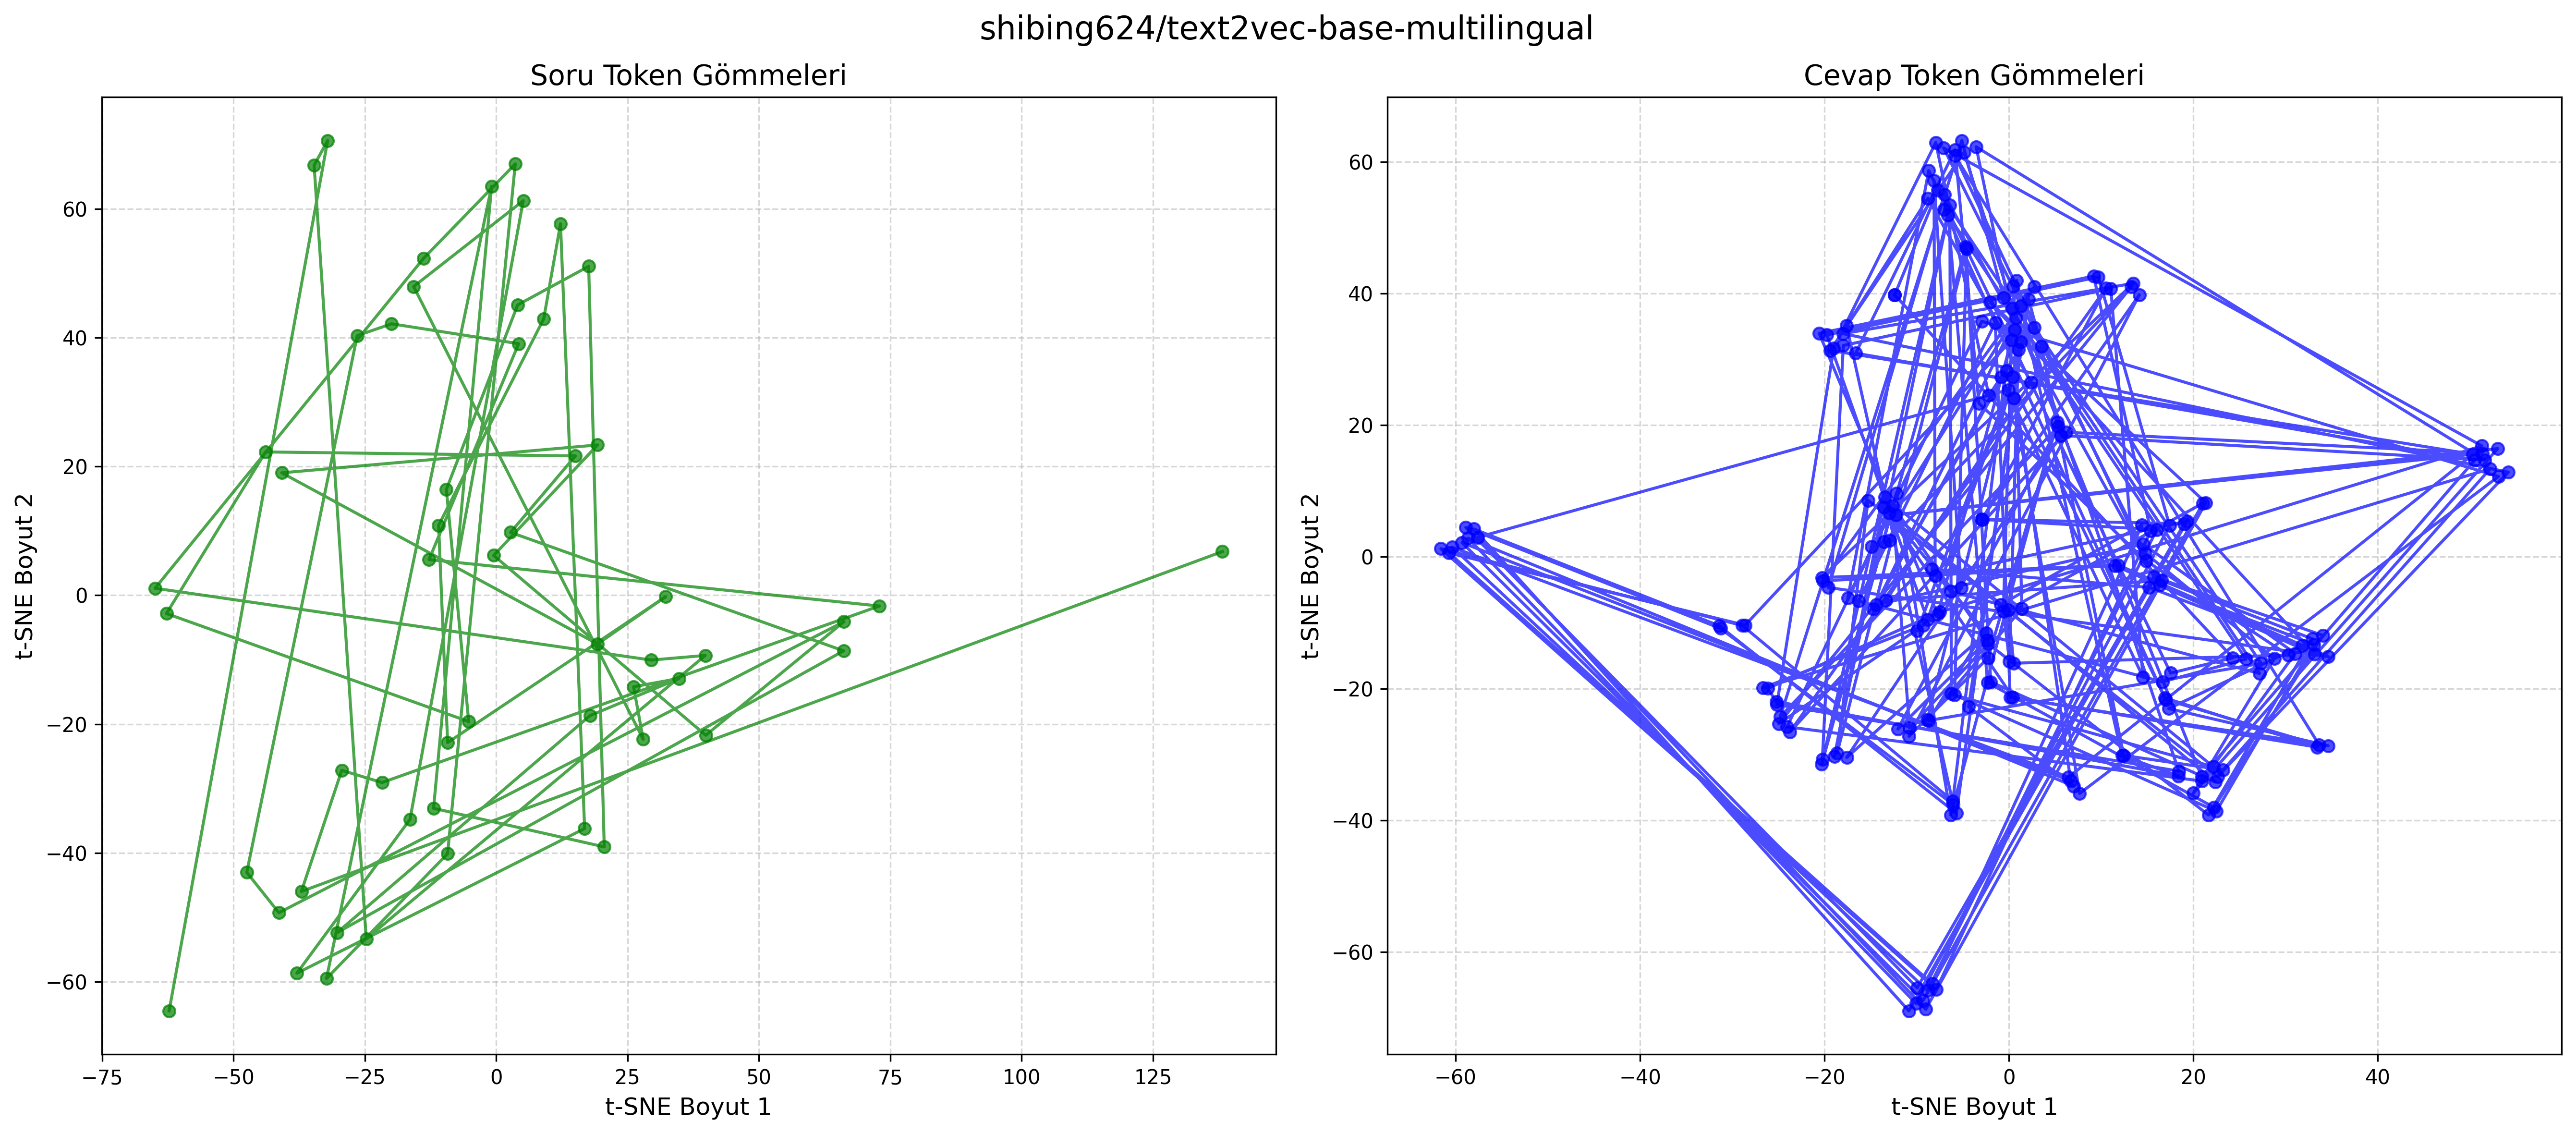 shibing624/text2vec-base-multilingual
Soru Token Gömmeleri
t-SNE Boyut 2
60
40
20
0
−20
−40
−60
−75 −50 −25 0 25 50 75 100 125
t-SNE Boyut 1
Cevap Token Gömmeleri
t-SNE Boyut 2
60
40
20
0
−20
−40
−60
−60 −40 −20 0 20 40
t-SNE Boyut 1